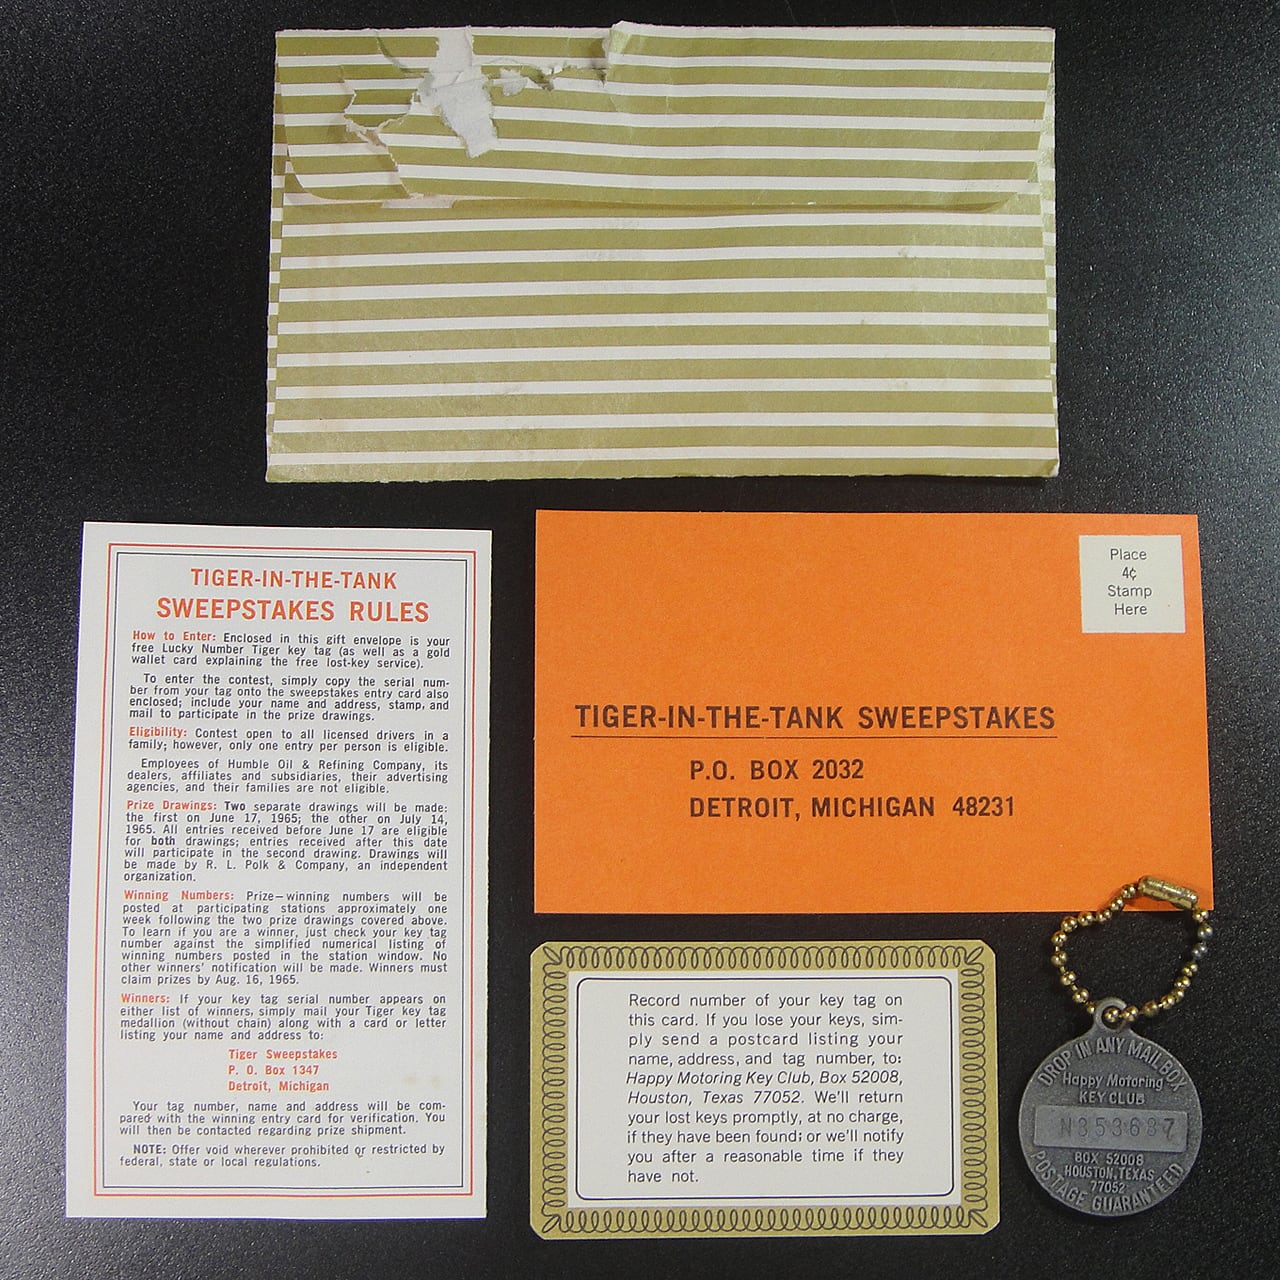 TIGER-IN-THE-TANK
SWEEPSTAKES RULES
How to Enter: Enclosed in this gift envelope is your
free Lucky Number Tiger key tag (as well as a gold
wallet card explaining the free lost-key service).
To enter the contest, simply copy the serial num-
ber from your tag onto the sweepstakes entry card also
enclosed; include your name and address, stamp, and
mail to participate in the prize drawings.
Eligibility: Contest open to all licensed drivers in a
family; however, only one entry per person is eligible.
Employees of Humble Oil & Refining Company, its
dealers, affiliates and subsidiaries, their advertising
agencies, and their families are not eligible.
Prize Drawings: Two separate drawings will be made:
the first on June 17, 1965; the other on July 14,
1965. All entries received before June 17 are eligible
for both drawings; entries received after this date
will participate in the second drawing. Drawings will
be made by R. L. Polk & Company, an independent
organization.
Winning Numbers: Prize—winning numbers will be
posted at participating stations approximately one
week following the two prize drawings covered above.
To learn if you are a winner, just check your key tag
number against the simplified numerical listing of
winning numbers posted in the station window. No
other winners' notification will be made. Winners must
claim prizes by Aug. 16, 1965.
Winners: If your key tag serial number appears on
either list of winners, simply mail your Tiger key tag
medallion (without chain) along with a card or letter
listing your name and address to:
Tiger Sweepstakes
P. O. Box 1347
Detroit, Michigan
Your tag number, name and address will be com-
pared with the winning entry card for verification. You
will then be contacted regarding prize shipment.
NOTE: Offer void wherever prohibited or restricted by
federal, state or local regulations.
Place
4¢
Stamp
Here
TIGER-IN-THE-TANK SWEEPSTAKES
P.O. BOX 2032
DETROIT, MICHIGAN 48231
Record number of your key tag on
this card. If you lose your keys, sim-
ply send a postcard listing your
name, address, and tag number, to:
Happy Motoring Key Club, Box 52008,
Houston, Texas 77052. We'll return
your lost keys promptly, at no charge,
if they have been found; or we'll notify
you after a reasonable time if they
have not.
DROP IN ANY MAILBOX
Happy Motoring
KEY CLUB
N353637
BOX 52008
HOUSTON, TEXAS
77052
POSTAGE GUARANTEED